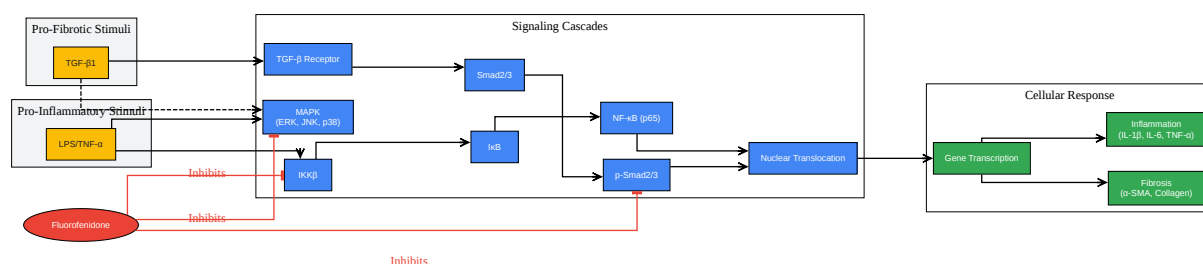 Pro-Fibrotic Stimuli
TGF-β1
Pro-Inflammatory Stimuli
LPS/TNF-α
Fluorofenidone
Inhibits
Inhibits
Inhibits
Signaling Cascades
TGF-β Receptor
MAPK
(ERK, JNK, p38)
IKKβ
Smad2/3
IκB
NF-κB (p65)
p-Smad2/3
Nuclear Translocation
Cellular Response
Gene Transcription
Inflammation
(IL-1β, IL-6, TNF-α)
Fibrosis
(α-SMA, Collagen)